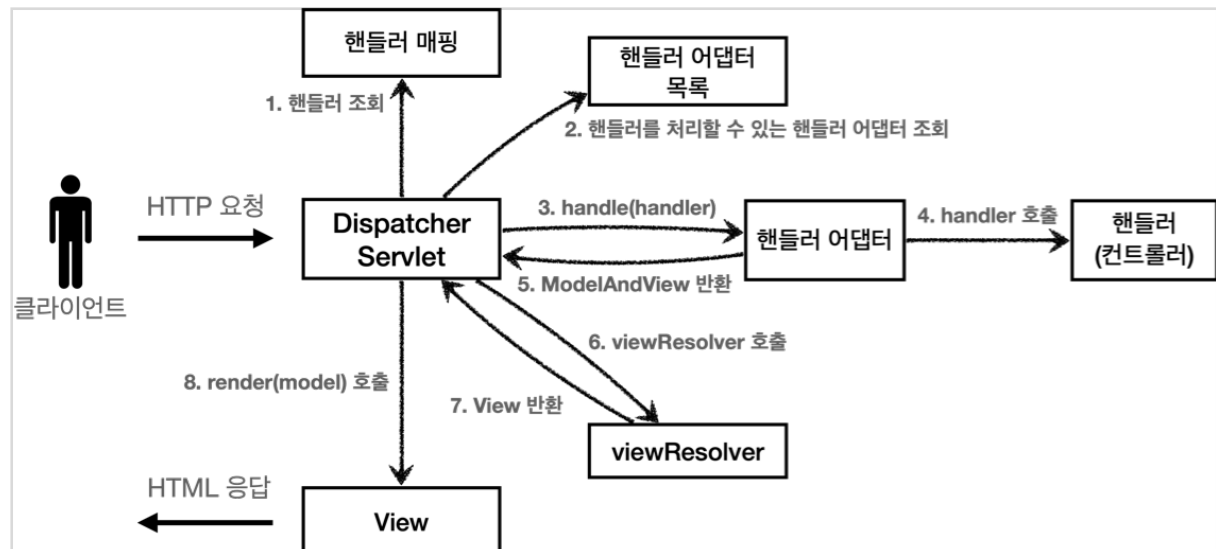 핸들러 매핑
핸들러 어댑터
목록
1. 핸들러 조회
2. 핸들러를 처리할 수 있는 핸들러 어댑터 조회
HTTP 요청
클라이언트
Dispatcher
Servlet
3. handle(handler)
핸들러 어댑터
4. handler 호출
핸들러
(컨트롤러)
5. ModelAndView 반환
6. viewResolver 호출
7. View 반환
viewResolver
8. render(model) 호출
HTML 응답
View